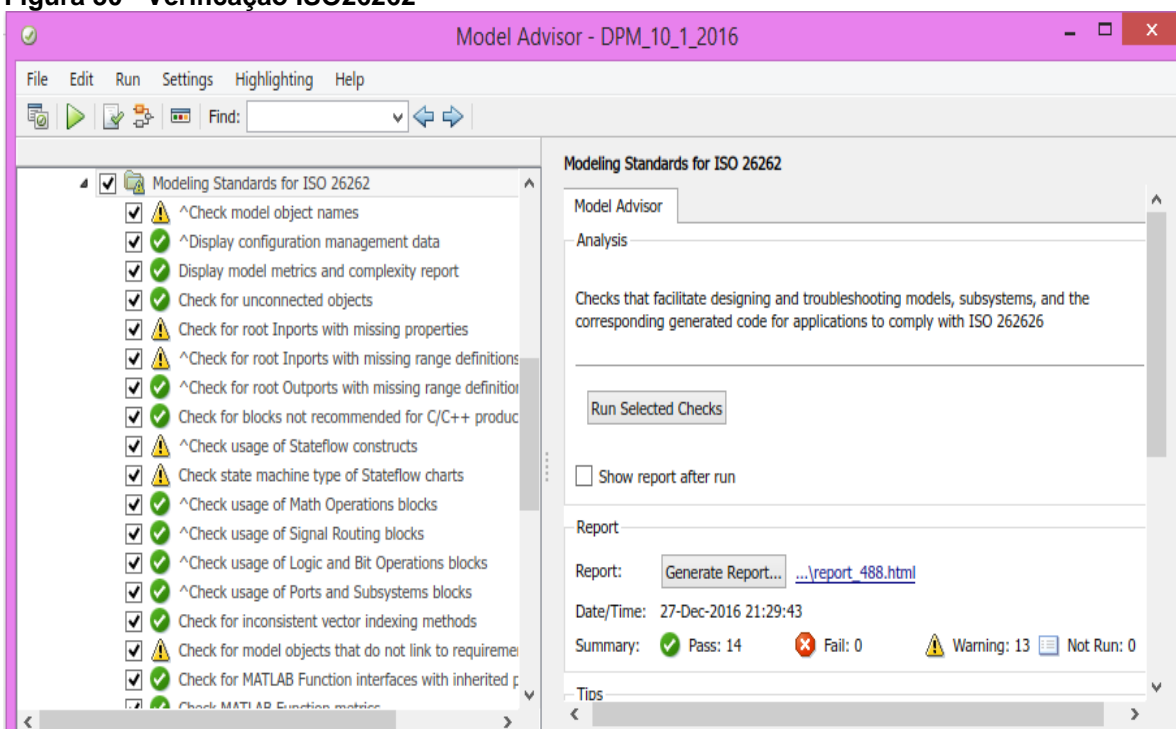 Figura 30 - Verificação ISO26262
Model Advisor - DPM_10_1_2016
File Edit Run Settings Highlighting Help
Find:
Modeling Standards for ISO 26262
^Check model object names
^Display configuration management data
Display model metrics and complexity report
Check for unconnected objects
Check for root Inports with missing properties
^Check for root Inports with missing range definitions
^Check for root Outports with missing range definition
Check for blocks not recommended for C/C++ produc
^Check usage of Stateflow constructs
Check state machine type of Stateflow charts
^Check usage of Math Operations blocks
^Check usage of Signal Routing blocks
^Check usage of Logic and Bit Operations blocks
^Check usage of Ports and Subsystems blocks
Check for inconsistent vector indexing methods
Check for model objects that do not link to requireme
Check for MATLAB Function interfaces with inherited p
Check MATLAB Function metrics
Modeling Standards for ISO 26262
Model Advisor
Analysis
Checks that facilitate designing and troubleshooting models, subsystems, and the
corresponding generated code for applications to comply with ISO 262626
Run Selected Checks
Show report after run
Report
Report: Generate Report... ...\report_488.html
Date/Time: 27-Dec-2016 21:29:43
Summary: Pass: 14 Fail: 0 Warning: 13 Not Run: 0
Tips